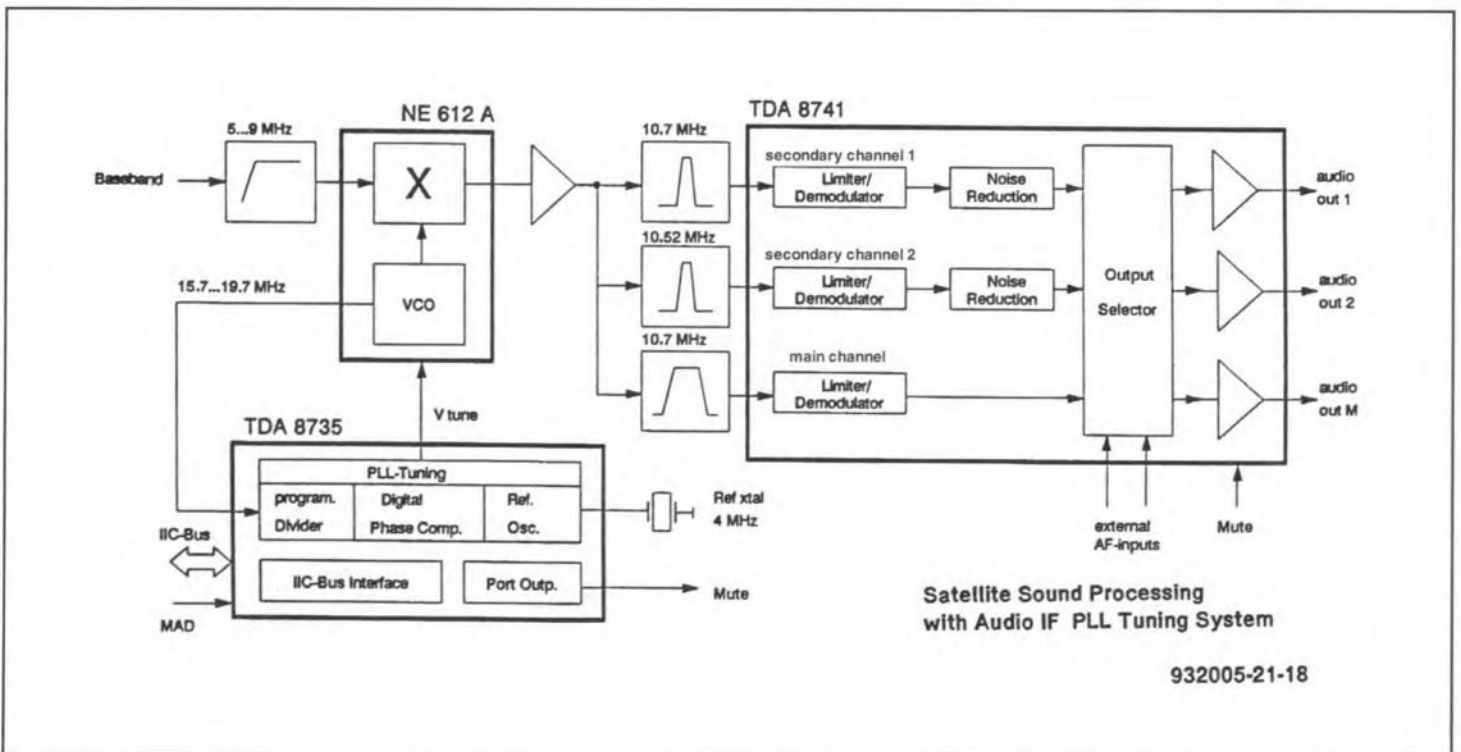 NE 612 A
TDA 8741
5...9 MHz
10.7 MHz
Baseband
X
secondary channel 1
Limiter/
Demodulator
Noise
Reduction
audio
out 1
10.52 MHz
secondary channel 2
Limiter/
Demodulator
Noise
Reduction
Output
Selector
audio
out 2
15.7...19.7 MHz
VCO
10.7 MHz
main channel
Limiter/
Demodulator
audio
out M
V tune
TDA 8735
PLL-Tuning
program.
Divider
Digital
Phase Comp.
Ref.
Osc.
Ref xtal
4 MHz
external
AF-inputs
Mute
IIC-Bus
IIC-Bus Interface
Port Outp.
Mute
MAD
Satellite Sound Processing
with Audio IF PLL Tuning System
932005-21-18